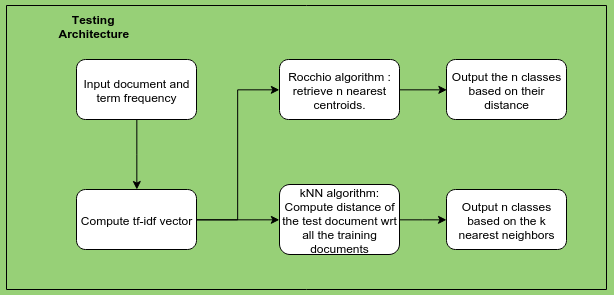 Testing
Architecture
Input document and
term frequency
Rocchio algorithm :
retrieve n nearest
centroids.
Output the n classes
based on their
distance
Compute tf-idf vector
kNN algorithm:
Compute distance of
the test document wrt
all the training
documents
Output n classes
based on the k
nearest neighbors